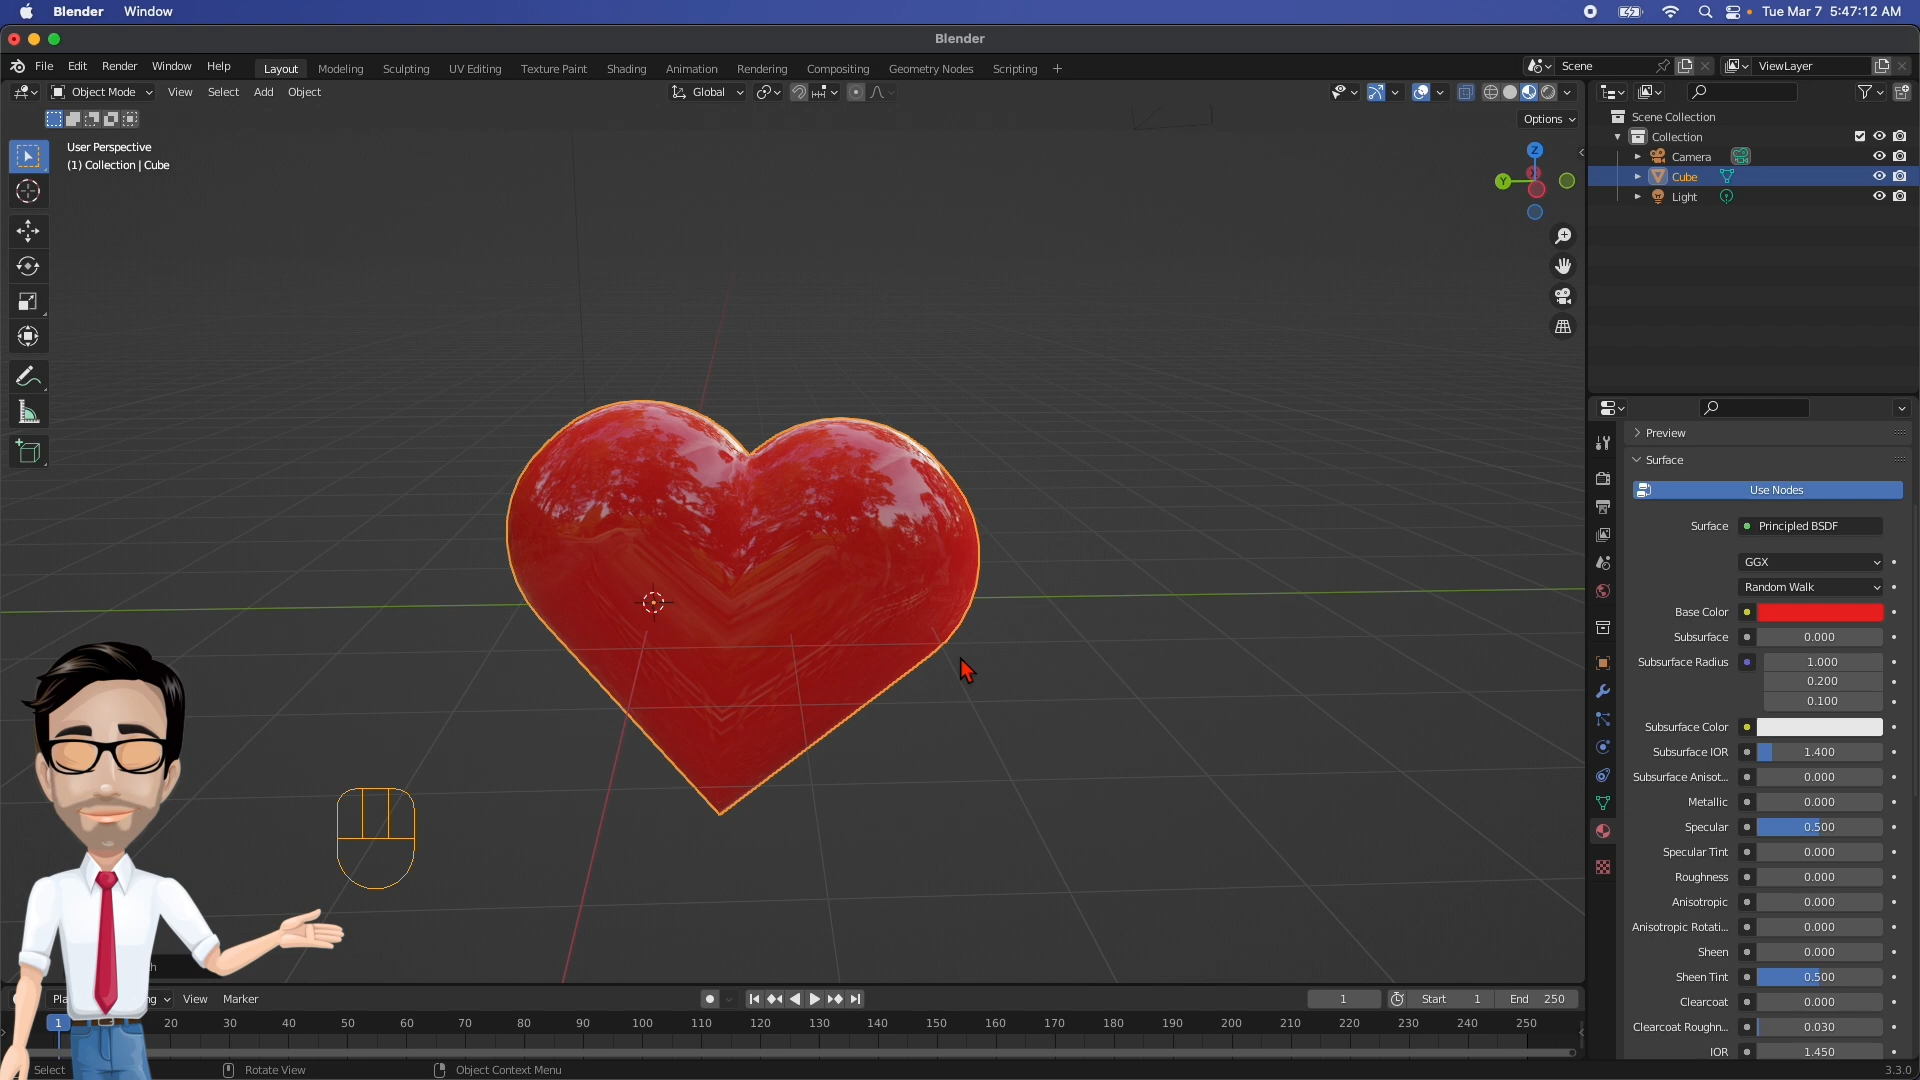 Blender Window Tue Mar 7 5:47:12 AM
Blender
File Edit Render Window Help Layout Modeling Sculpting UV Editing Texture Paint Shading Animation Rendering Compositing Geometry Nodes Scripting + Scene ViewLayer
Object Mode View Select Add Object Global
Options
User Perspective
(1) Collection | Cube
Z
Y
Scene Collection
Collection
Camera
Cube
Light
Preview
Surface
Use Nodes
Surface Principled BSDF
GGX
Random Walk
Base Color
Subsurface 0.000
Subsurface Radius 1.000
0.200
0.100
Subsurface Color
Subsurface IOR 1.400
Subsurface Anisot... 0.000
Metallic 0.000
Specular 0.500
Specular Tint 0.000
Roughness 0.000
Anisotropic 0.000
Anisotropic Rotati... 0.000
Sheen 0.000
Sheen Tint 0.500
Clearcoat 0.000
Clearcoat Roughn... 0.030
IOR 1.450
View Marker 1 Start 1 End 250
1 20 30 40 50 60 70 80 90 100 110 120 130 140 150 160 170 180 190 200 210 220 230 240 250
Select Rotate View Object Context Menu 3.3.0